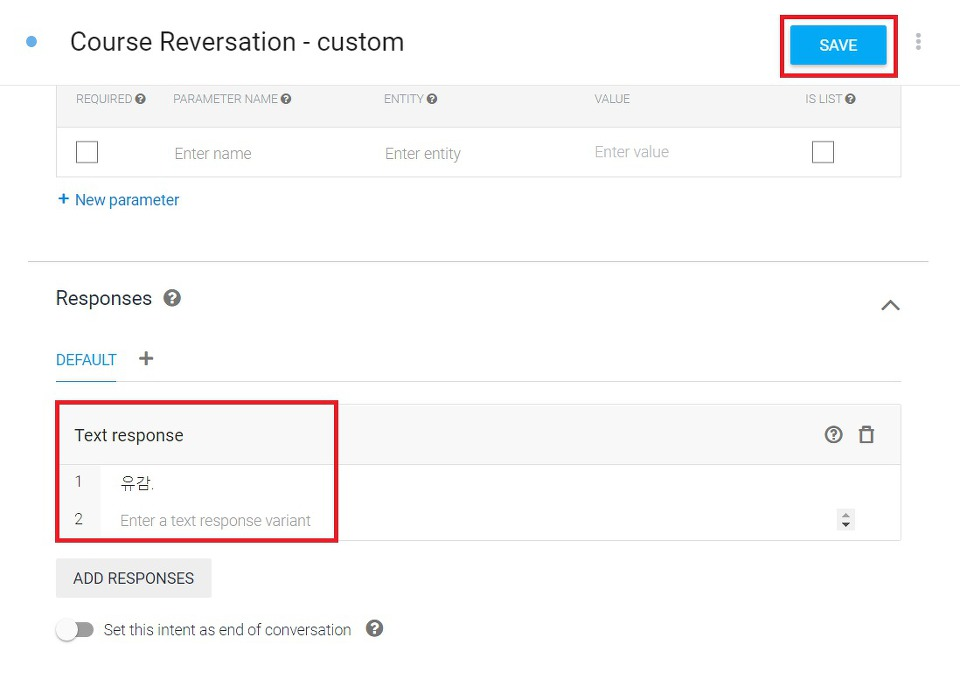 Course Reversation - custom
SAVE
REQUIRED PARAMETER NAME ENTITY VALUE IS LIST
Enter name Enter entity Enter value
+ New parameter
Responses
DEFAULT +
Text response
1 유감.
2 Enter a text response variant
ADD RESPONSES
Set this intent as end of conversation